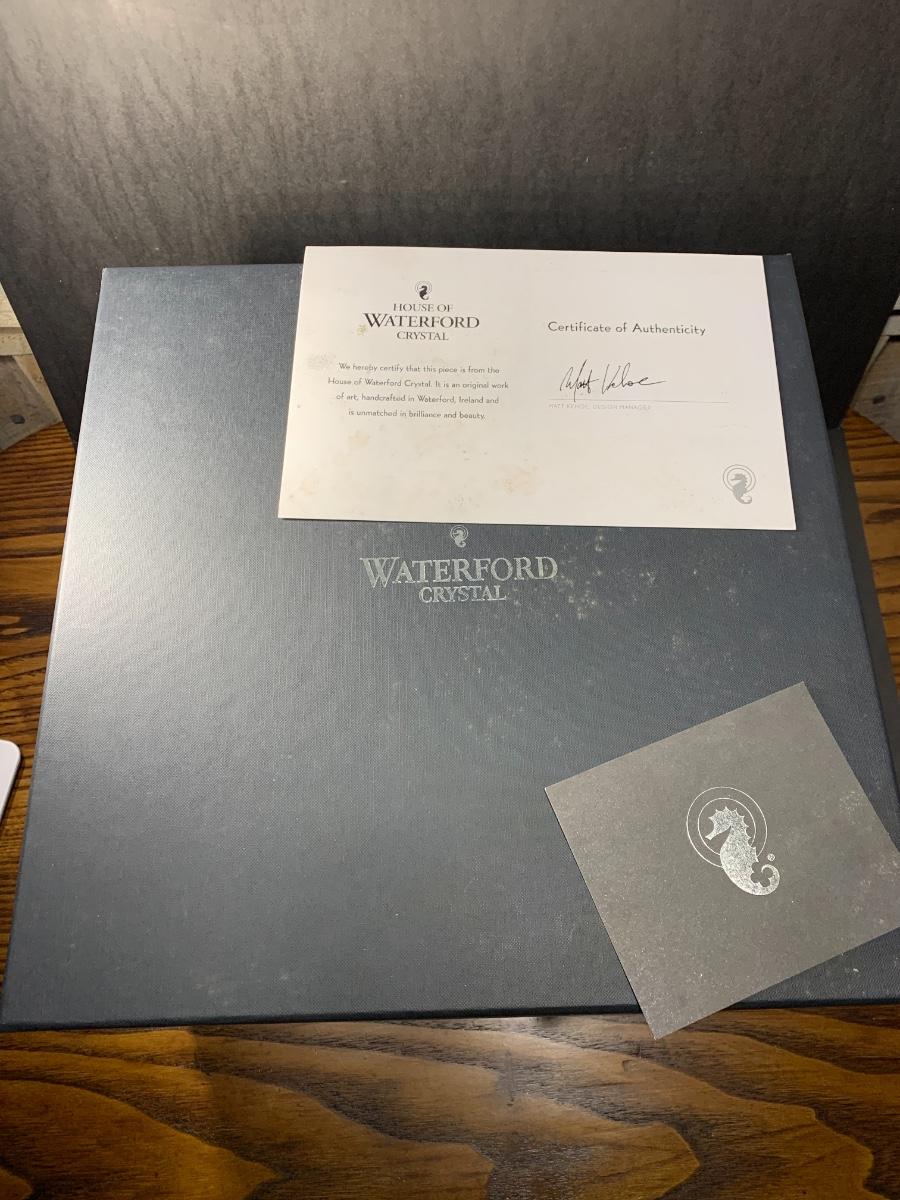 HOUSE OF
WATERFORD
CRYSTAL
We hereby certify that this piece is from the
House of Waterford Crystal. It is an original work
of art, handcrafted in Waterford, Ireland and
is unmatched in brilliance and beauty.
Certificate of Authenticity
Matt Kehoe
MATT KEHOE, DESIGN MANAGER
WATERFORD
CRYSTAL
®